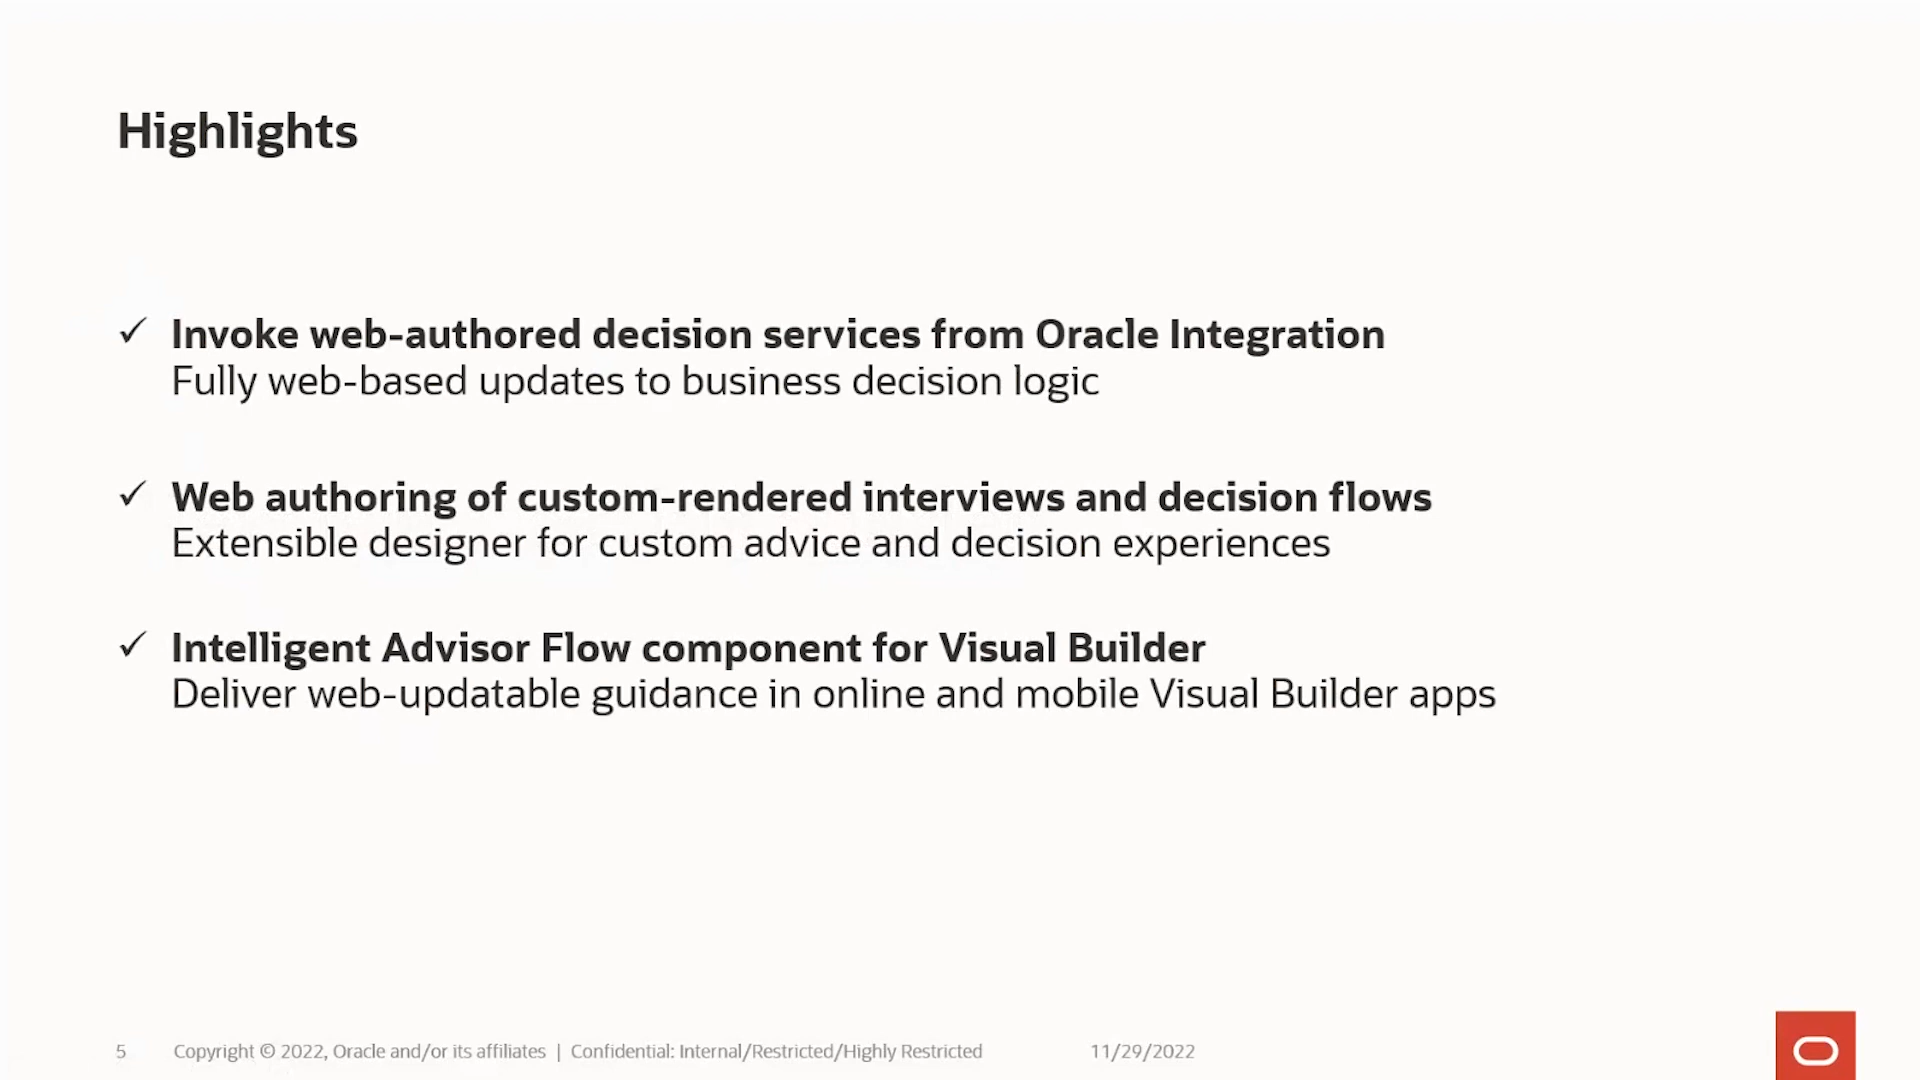 Highlights
✓ Invoke web-authored decision services from Oracle Integration
Fully web-based updates to business decision logic
✓ Web authoring of custom-rendered interviews and decision flows
Extensible designer for custom advice and decision experiences
✓ Intelligent Advisor Flow component for Visual Builder
Deliver web-updatable guidance in online and mobile Visual Builder apps
5 Copyright © 2022, Oracle and/or its affiliates | Confidential: Internal/Restricted/Highly Restricted 11/29/2022